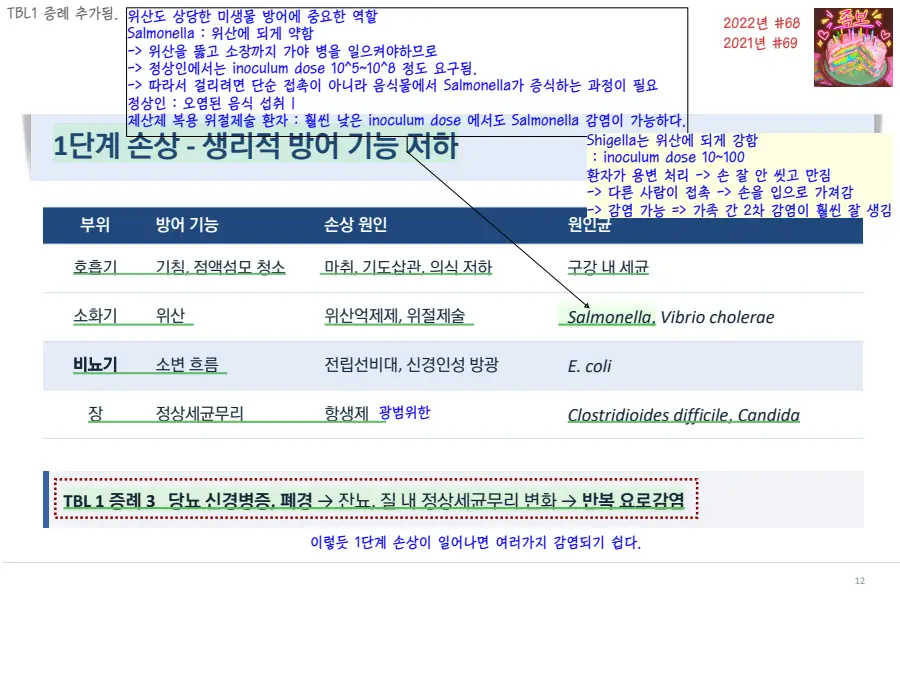 TBL1 증례 추가됨.
위산도 상당한 미생물 방어에 중요한 역할
Salmonella : 위산에 되게 약함
-> 위산을 뚫고 소장까지 가야 병을 일으켜야하므로
-> 정상인에서는 inoculum dose 10^5~10^8 정도 요구됨.
-> 따라서 걸리려면 단순 접촉이 아니라 음식물에서 Salmonella가 증식하는 과정이 필요
정상인 : 오염된 음식 섭취 |
제산제 복용 위절제술 환자 : 훨씬 낮은 inoculum dose 에서도 Salmonella 감염이 가능하다.
2022년 #68
2021년 #69
족보
1단계 손상 - 생리적 방어 기능 저하
Shigella는 위산에 되게 강함
: inoculum dose 10~100
환자가 용변 처리 -> 손 잘 안 씻고 만짐
-> 다른 사람이 접촉 -> 손을 입으로 가져감
-> 감염 가능 => 가족 간 2차 감염이 훨씬 잘 생김
부위 방어 기능 손상 원인 원인균
호흡기 기침, 점액섬모 청소 마취, 기도삽관, 의식 저하 구강 내 세균
소화기 위산 위산억제제, 위절제술 Salmonella, Vibrio cholerae
비뇨기 소변 흐름 전립선비대, 신경인성 방광 E. coli
장 정상세균무리 항생제 광범위한 Clostridioides difficile, Candida
TBL 1 증례 3 당뇨 신경병증, 폐경 → 잔뇨, 질 내 정상세균무리 변화 → 반복 요로감염
이렇듯 1단계 손상이 일어나면 여러가지 감염되기 쉽다.
12